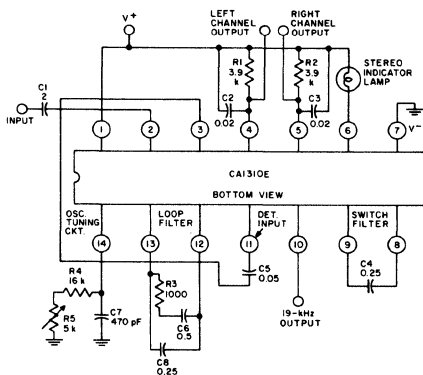 V+
LEFT
CHANNEL
OUTPUT
RIGHT
CHANNEL
OUTPUT
C1
2
INPUT
R1
3.9
k
R2
3.9
k
STEREO
INDICATOR
LAMP
C2
0.02
C3
0.02
V-
1
2
3
4
5
6
7
CA1310E
BOTTOM VIEW
OSC.
TUNING
CKT.
LOOP
FILTER
DET.
INPUT
SWITCH
FILTER
14
13
12
11
10
9
8
R4
16 k
R5
5 k
C7
470 pF
R3
1000
C6
0.5
C8
0.25
C5
0.05
19-kHz
OUTPUT
C4
0.25